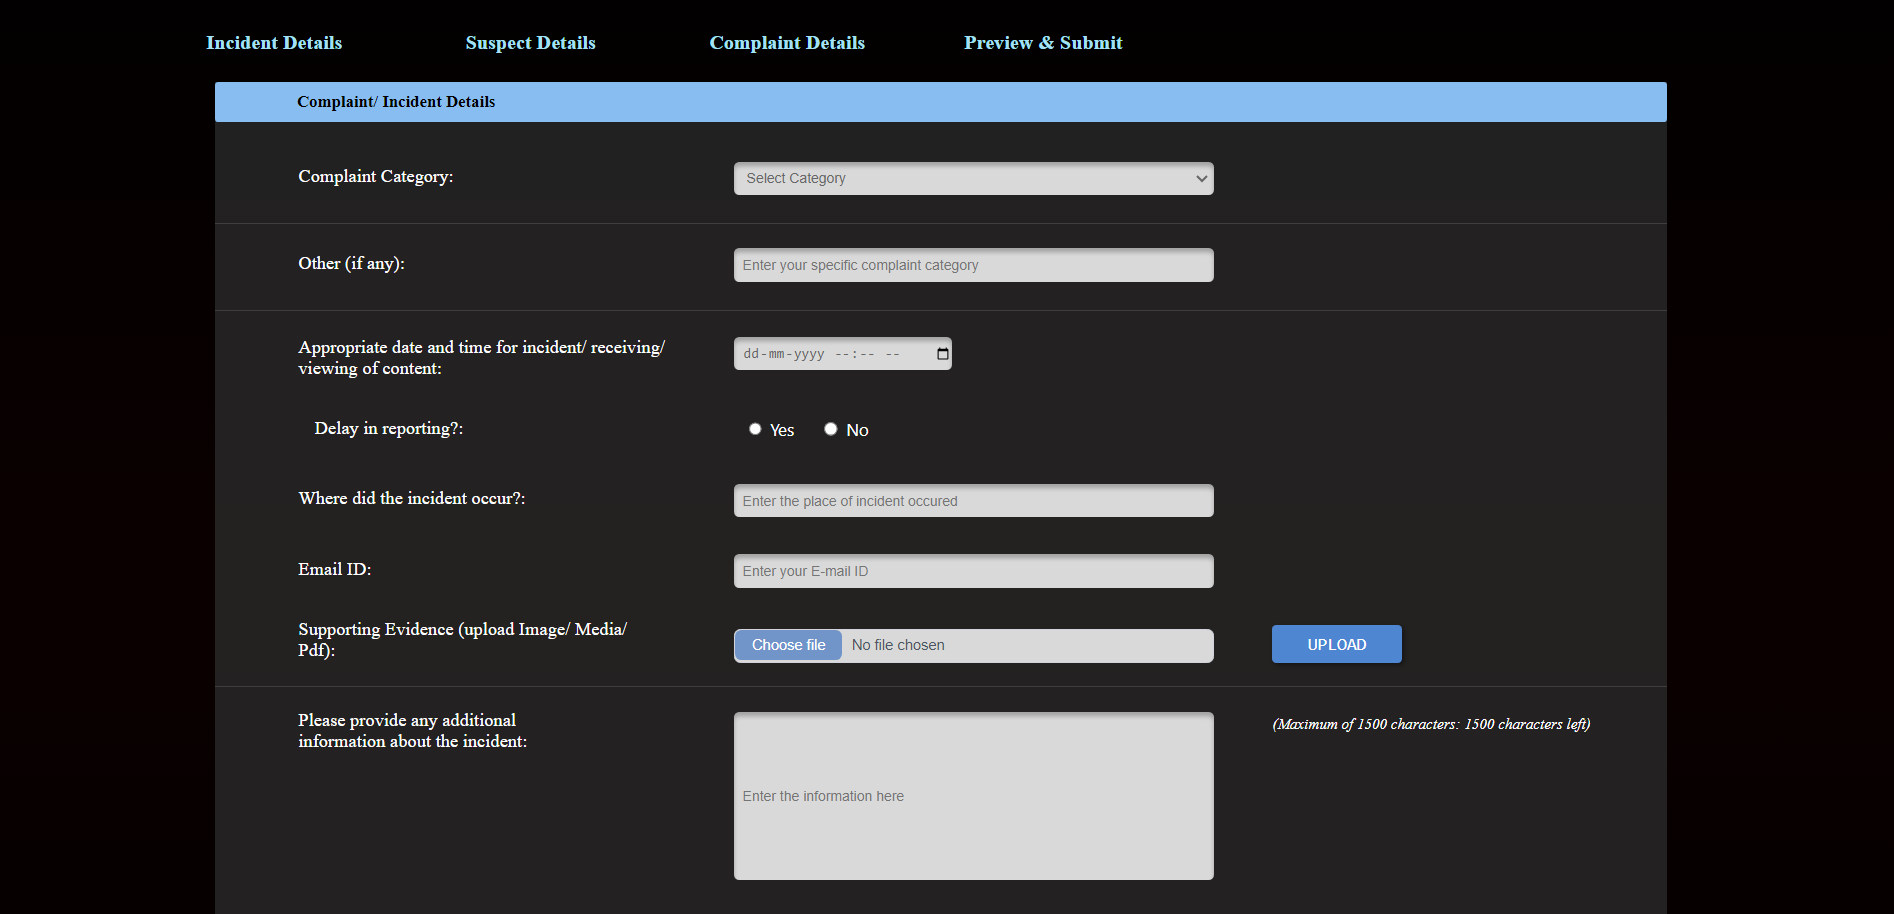 Incident Details
Suspect Details
Complaint Details
Preview & Submit
Complaint/ Incident Details
Complaint Category:
Select Category
Other (if any):
Enter your specific complaint category
Appropriate date and time for incident/ receiving/
viewing of content:
dd-mm-yyyy --:-- --
Delay in reporting?:
Yes
No
Where did the incident occur?:
Enter the place of incident occured
Email ID:
Enter your E-mail ID
Supporting Evidence (upload Image/ Media/
Pdf):
Choose file
No file chosen
UPLOAD
Please provide any additional
information about the incident:
Enter the information here
(Maximum of 1500 characters: 1500 characters left)